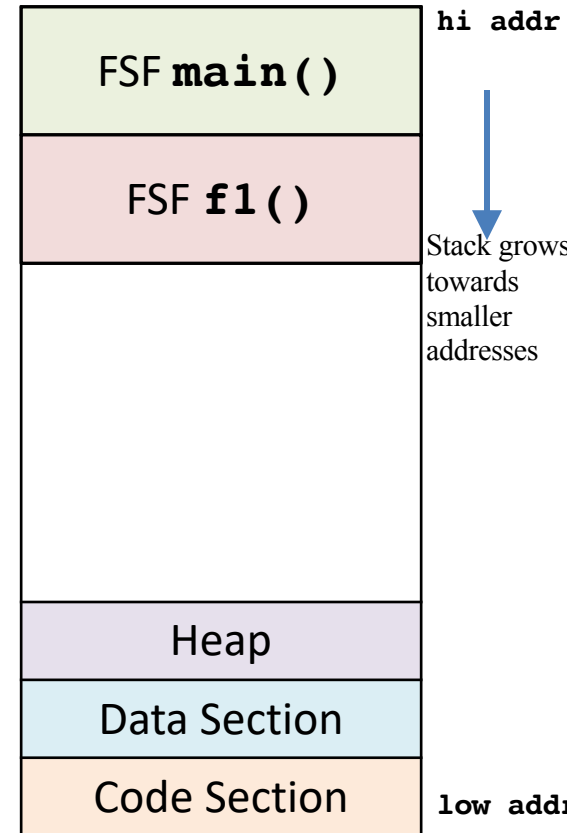 hi addr
FSF main()
FSF f1()
Stack grows
towards
smaller
addresses
Heap
Data Section
Code Section
low addr